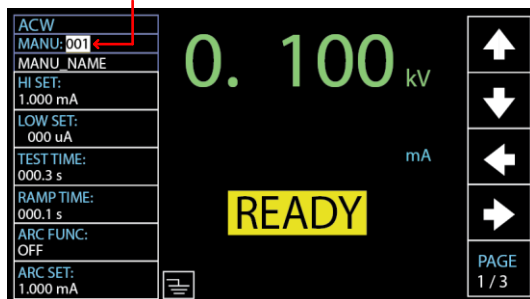 ACW
MANU: 001
MANU_NAME
HI SET:
1.000 mA
LOW SET:
000 uA
TEST TIME:
000.3 s
RAMP TIME:
000.1 s
ARC FUNC:
OFF
ARC SET:
1.000 mA
0. 100 kV
mA
READY
PAGE
1 / 3